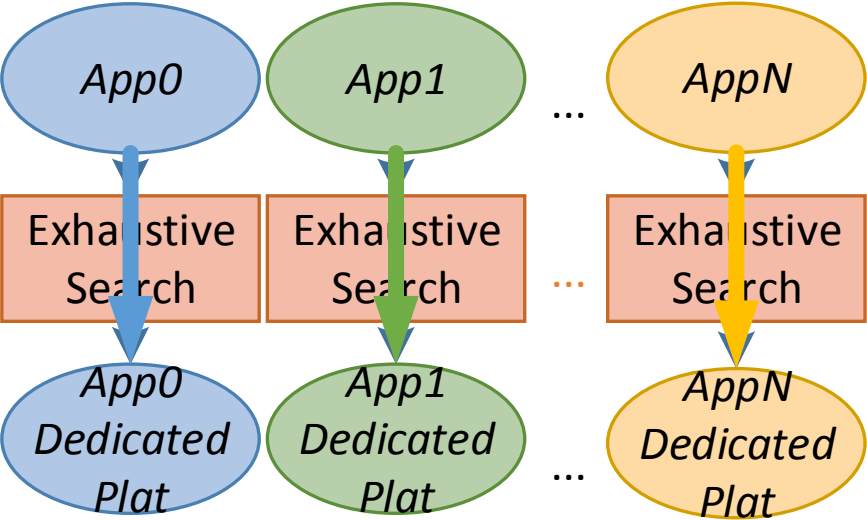 App0 App1 ... AppN
Exhaustive Exhaustive Exhaustive
Search Search ... Search
App0 App1 AppN
Dedicated Dedicated Dedicated
Plat Plat ... Plat